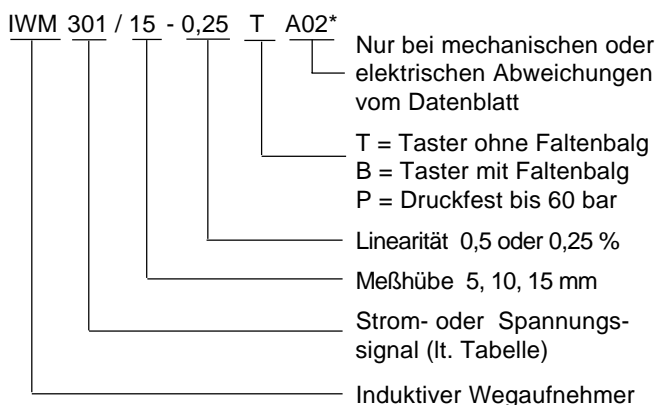 IWM 301 / 15 - 0,25 T A02*
Nur bei mechanischen oder
elektrischen Abweichungen
vom Datenblatt
T = Taster ohne Faltenbalg
B = Taster mit Faltenbalg
P = Druckfest bis 60 bar
Linearität 0,5 oder 0,25 %
Meßhübe 5, 10, 15 mm
Strom- oder Spannungs-
signal (lt. Tabelle)
Induktiver Wegaufnehmer